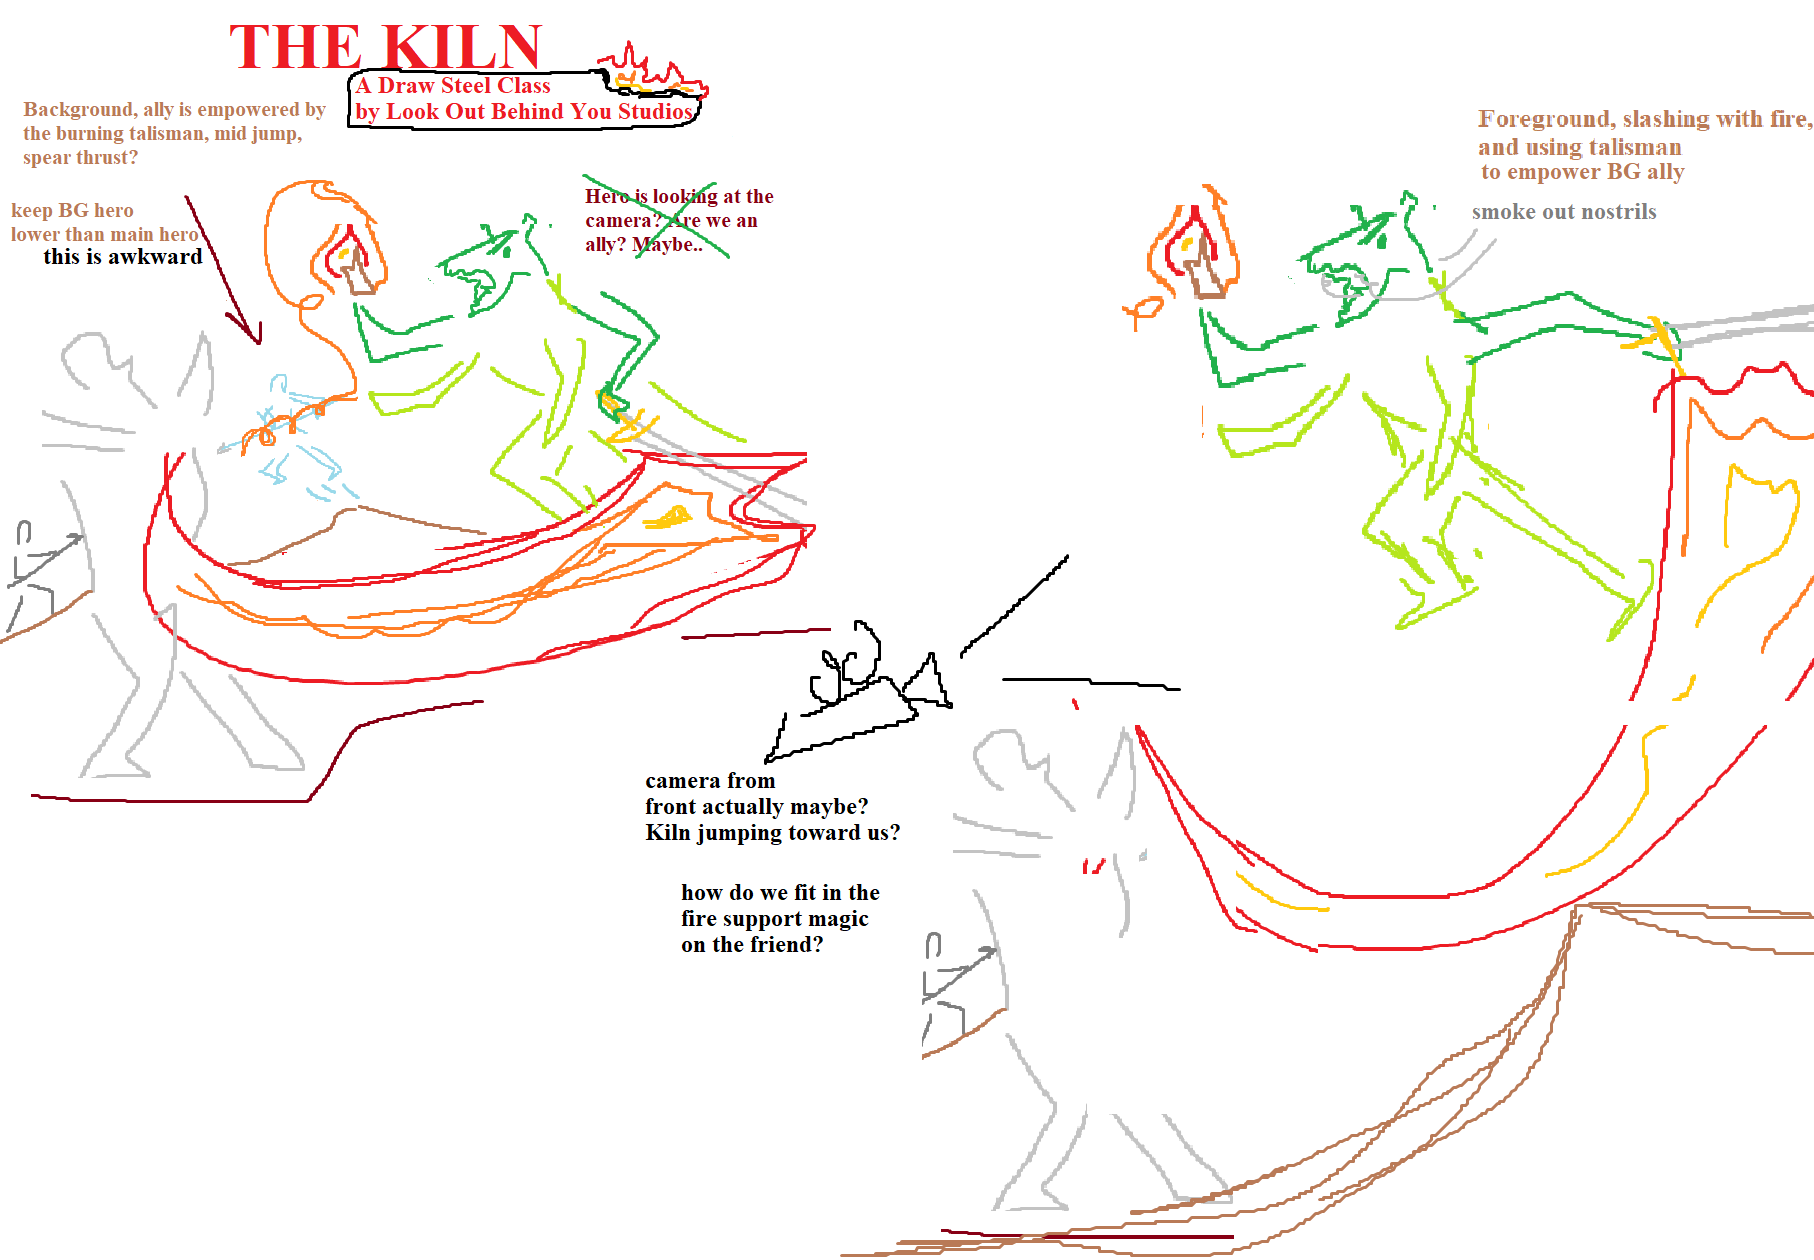 THE KILN
A Draw Steel Class
by Look Out Behind You Studios
Background, ally is empowered by
the burning talisman, mid jump,
spear thrust?
keep BG hero
lower than main hero
this is awkward
Hero is looking at the
camera? Are we an
ally? Maybe..
Foreground, slashing with fire,
and using talisman
to empower BG ally
smoke out nostrils
camera from
front actually maybe?
Kiln jumping toward us?
how do we fit in the
fire support magic
on the friend?